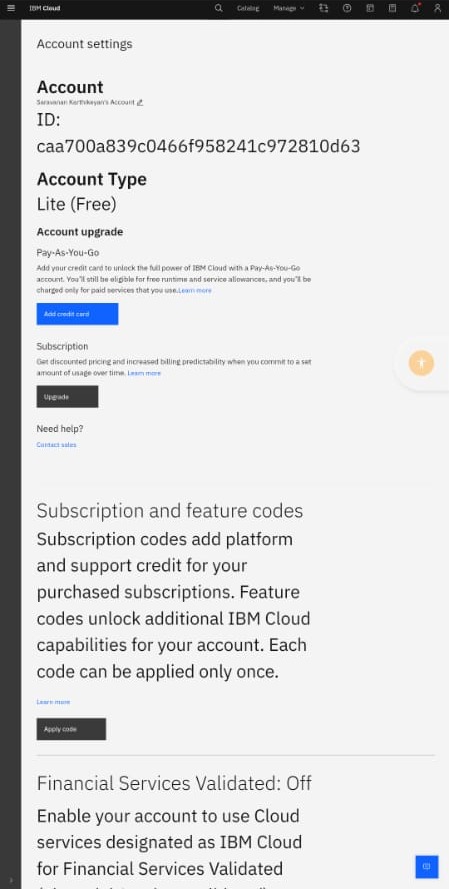 IBM Cloud Catalog Manage
Account settings
Account
Saravanan Karthikeyan's Account
ID:
caa700a839c0466f958241c972810d63
Account Type
Lite (Free)
Account upgrade
Pay-As-You-Go
Add your credit card to unlock the full power of IBM Cloud with a Pay-As-You-Go
account. You'll still be eligible for free runtime and service allowances, and you'll be
charged only for paid services that you use.Learn more
Add credit card
Subscription
Get discounted pricing and increased billing predictability when you commit to a set
amount of usage over time. Learn more
Upgrade
Need help?
Contact sales
Subscription and feature codes
Subscription codes add platform
and support credit for your
purchased subscriptions. Feature
codes unlock additional IBM Cloud
capabilities for your account. Each
code can be applied only once.
Learn more
Apply code
Financial Services Validated: Off
Enable your account to use Cloud
services designated as IBM Cloud
for Financial Services Validated